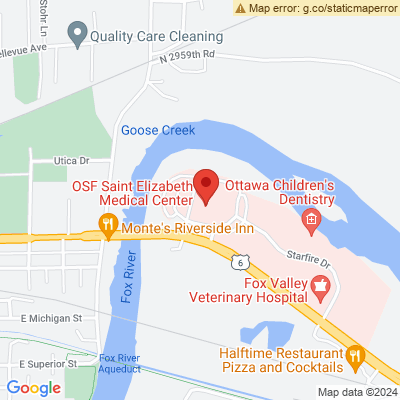 Map error: g.co/staticmaperror
Stohr Ln
ellevue Ave
Quality Care Cleaning
N 2959th Rd
Goose Creek
Utica Dr
OSF Saint Elizabeth
Medical Center
Ottawa Children's
Dentistry
Monte's Riverside Inn
Starfire Dr
6
Fox River
Fox Valley
Veterinary Hospital
E Michigan St
Halftime Restaurant
Pizza and Cocktails
Fox River
Aqueduct
E Superior St
Google
Map data ©2024